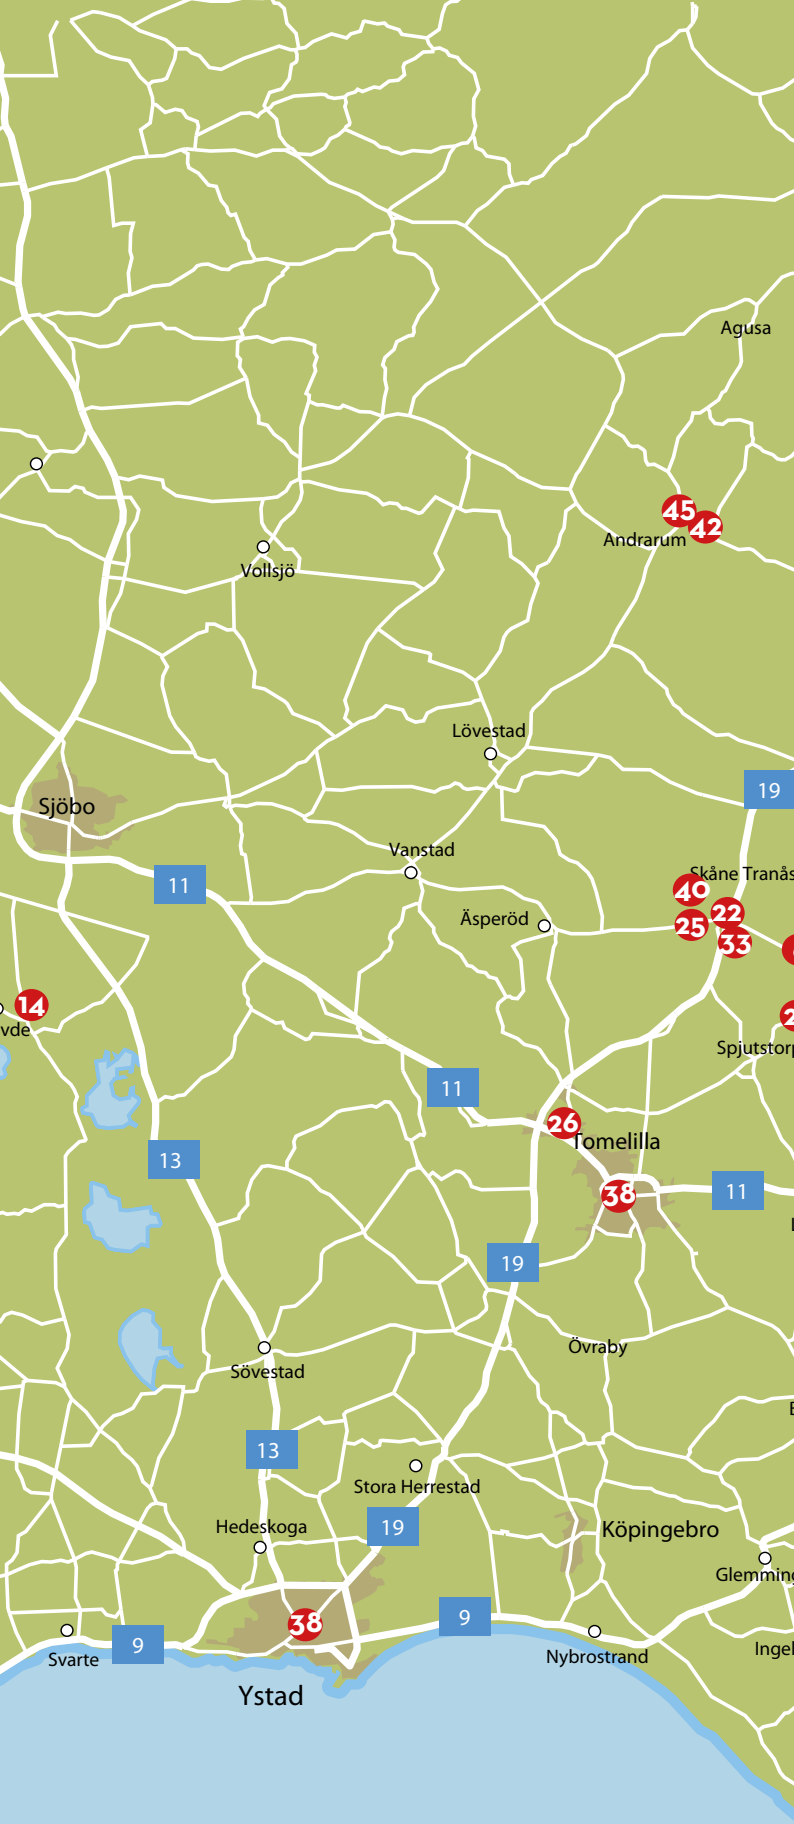 Agusa
45
42
Andrarum
Vollsjö
Lövestad
19
Sjöbo
Vanstad
Skåne Tranås
11
40
22
Äsperöd
25
33
14
vde
Spjutstorp
11
26
Tomelilla
13
38
11
19
Övraby
Sövestad
13
Stora Herrestad
19
Hedeskoga
Köpingebro
Glemming
38
9
9
Svarte
Nybrostrand
Ingel
Ystad